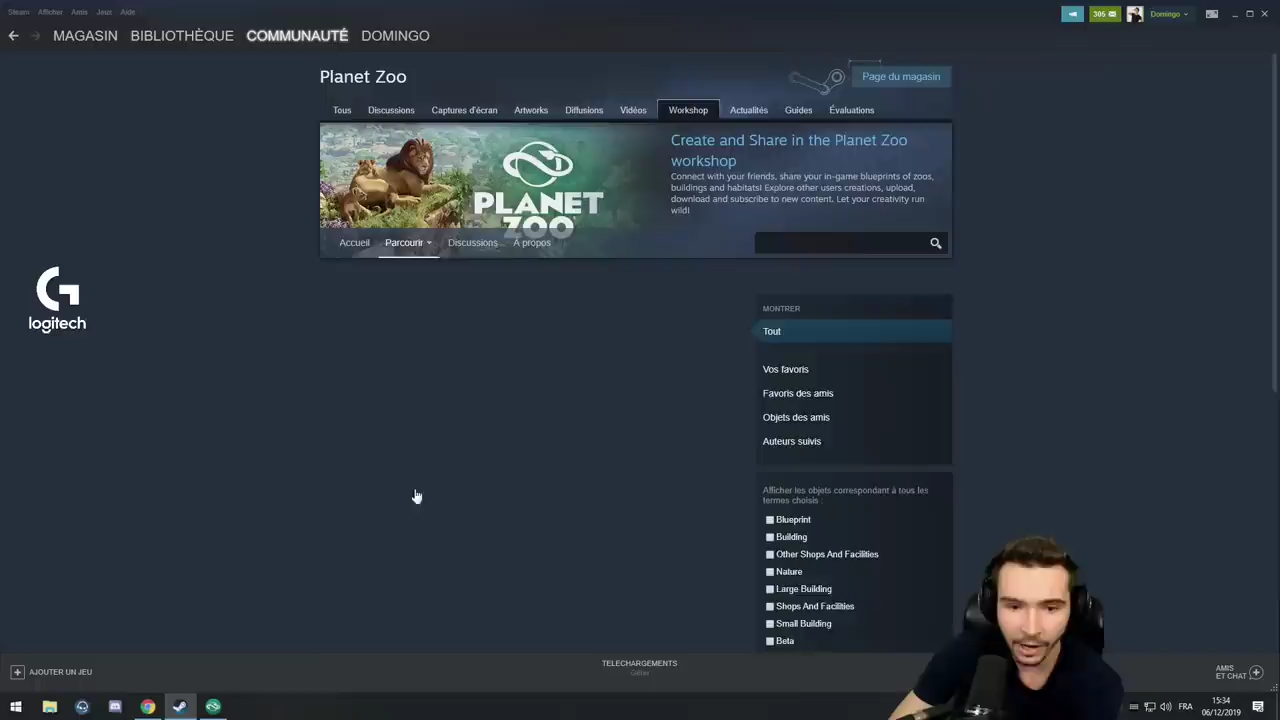 Steam Afficher Amis Jeux Aide
385
Domingo
MAGASIN BIBLIOTHÈQUE COMMUNAUTÉ DOMINGO
Planet Zoo
Page du magasin
Tous Discussions Captures d'écran Artworks Diffusions Vidéos Workshop Actualités Guides Évaluations
Create and Share in the Planet Zoo
workshop
Connect with your friends, share your in-game blueprints of zoos,
buildings and habitats! Explore other users creations, upload,
download and subscribe to new content. Let your creativity run
wild!
PLANET
ZOO
Accueil Parcourir Discussions À propos
logitech
MONTRER
Tout
Vos favoris
Favoris des amis
Objets des amis
Auteurs suivis
Afficher les objets correspondant à tous les
termes choisis :
Blueprint
Building
Other Shops And Facilities
Nature
Large Building
Shops And Facilities
Small Building
Beta
AJOUTER UN JEU
TELECHARGEMENTS
Gérer
AMIS
ET CHAT
FRA
15:34
06/12/2019